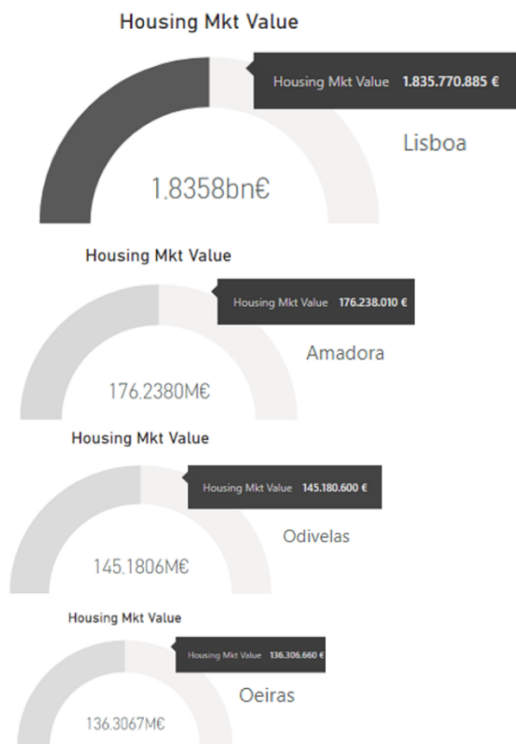 Housing Mkt Value
Housing Mkt Value 1.835.770.885 €
Lisboa
1.8358bn€
Housing Mkt Value
Housing Mkt Value 176.238.010 €
Amadora
176.2380M€
Housing Mkt Value
Housing Mkt Value 145.180.600 €
Odivelas
145.1806M€
Housing Mkt Value
Housing Mkt Value 136.306.660 €
Oeiras
136.3067M€